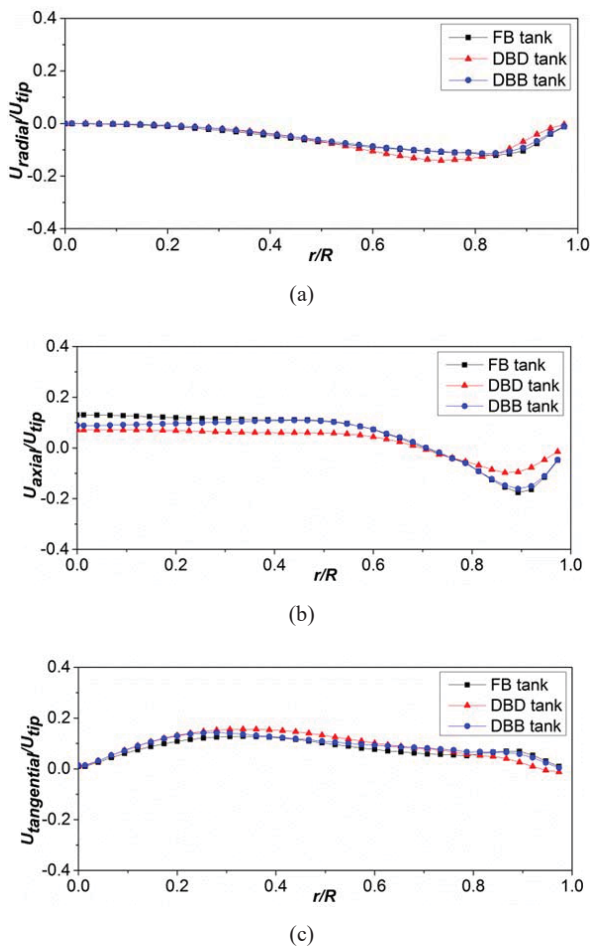 0.4
0.2
0.0
-0.2
-0.4
U_radial/U_tip
FB tank
DBD tank
DBB tank
0.0 0.2 0.4 0.6 0.8 1.0
r/R
(a)
0.4
0.2
0.0
-0.2
-0.4
U_axial/U_tip
FB tank
DBD tank
DBB tank
0.0 0.2 0.4 0.6 0.8 1.0
r/R
(b)
0.4
0.2
0.0
-0.2
-0.4
U_tangential/U_tip
FB tank
DBD tank
DBB tank
0.0 0.2 0.4 0.6 0.8 1.0
r/R
(c)